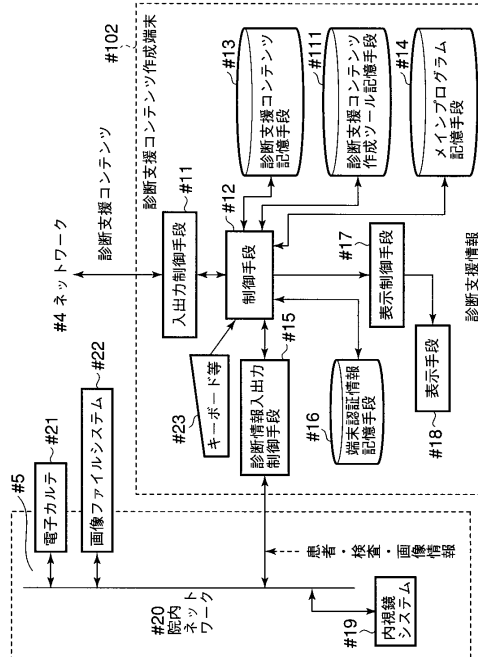 #5
#21
電子カルテ
#22
画像ファイルシステム
#20
院内ネット
ワーク
#19
内視鏡
システム
患者・検査・画像情報
#4 ネットワーク
診断支援コンテンツ
#102
診断支援コンテンツ作成端末
#11
入出力制御手段
#12
制御手段
#23
キーボード等
#15
診断情報入出力
制御手段
#16
端末認証情報
記憶手段
#13
診断支援コンテンツ
記憶手段
#111
診断支援コンテンツ
作成ツール記憶手段
#14
メインプログラム
記憶手段
#17
表示制御手段
#18
表示手段
診断支援情報